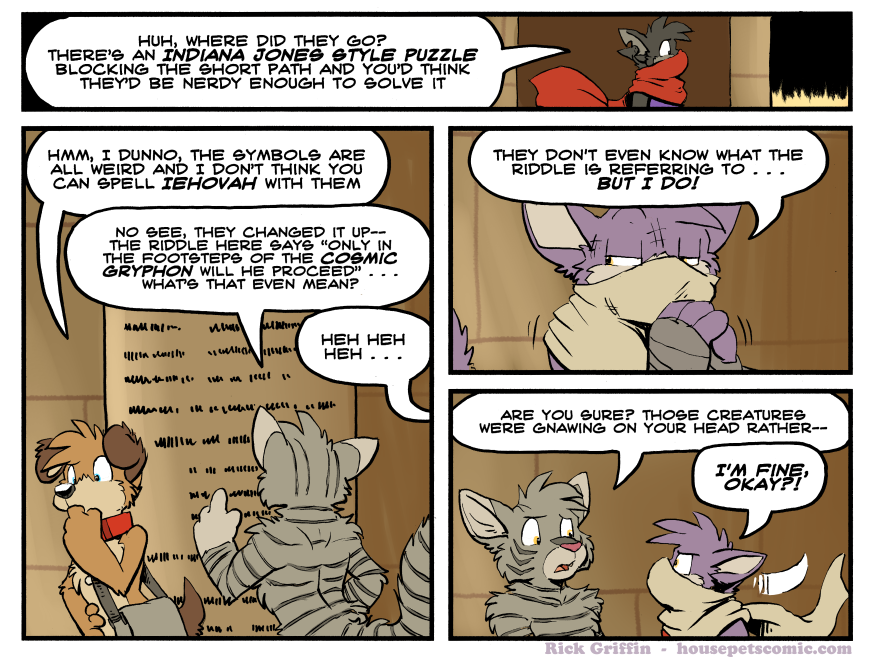 HUH, WHERE DID THEY GO?
THERE'S AN INDIANA JONES STYLE PUZZLE
BLOCKING THE SHORT PATH AND YOU'D THINK
THEY'D BE NERDY ENOUGH TO SOLVE IT
HMM, I DUNNO, THE SYMBOLS ARE
ALL WEIRD AND I DON'T THINK YOU
CAN SPELL IEHOVAH WITH THEM
NO SEE, THEY CHANGED IT UP--
THE RIDDLE HERE SAYS "ONLY IN
THE FOOTSTEPS OF THE COSMIC
GRYPHON WILL HE PROCEED" . . .
WHAT'S THAT EVEN MEAN?
HEH HEH
HEH . . .
THEY DON'T EVEN KNOW WHAT THE
RIDDLE IS REFERRING TO . . .
BUT I DO!
ARE YOU SURE? THOSE CREATURES
WERE GNAWING ON YOUR HEAD RATHER--
I'M FINE,
OKAY?!
Rick Griffin - housepetscomic.com